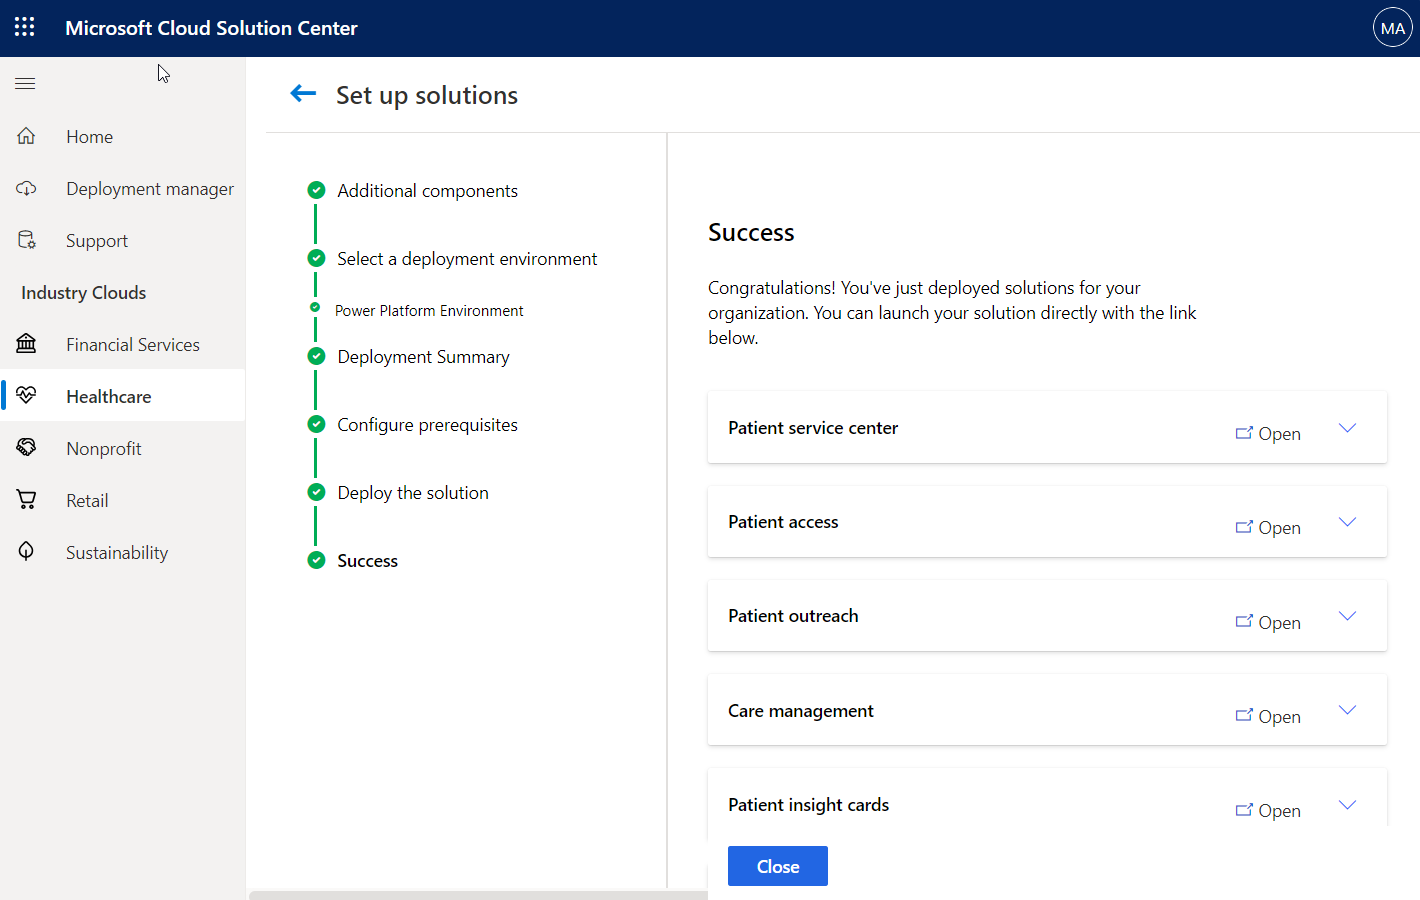 Microsoft Cloud Solution Center
MA
Home
Deployment manager
Support
Industry Clouds
Financial Services
Healthcare
Nonprofit
Retail
Sustainability
Set up solutions
Additional components
Select a deployment environment
Power Platform Environment
Deployment Summary
Configure prerequisites
Deploy the solution
Success
Success
Congratulations! You've just deployed solutions for your
organization. You can launch your solution directly with the link
below.
Patient service center
Open
Patient access
Open
Patient outreach
Open
Care management
Open
Patient insight cards
Open
Close